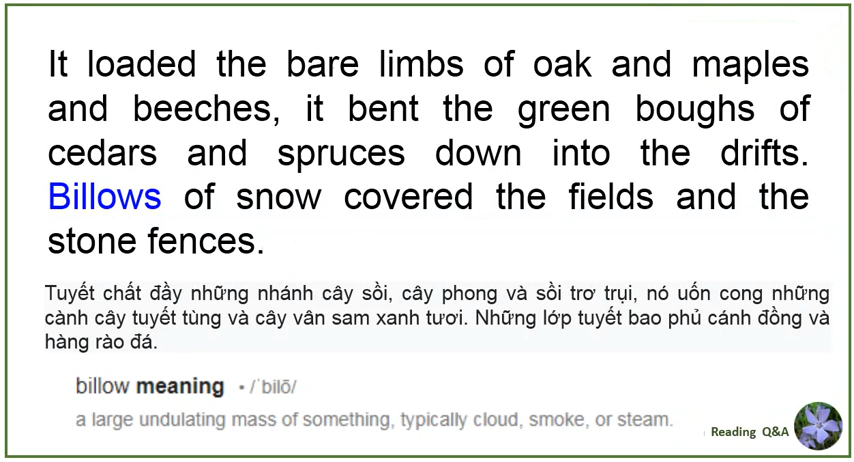 It loaded the bare limbs of oak and maples
and beeches, it bent the green boughs of
cedars and spruces down into the drifts.
Billows of snow covered the fields and the
stone fences.
Tuyết chất đầy những nhánh cây sồi, cây phong và sồi trơ trụi, nó uốn cong những
cành cây tuyết tùng và cây vân sam xanh tươi. Những lớp tuyết bao phủ cánh đồng và
hàng rào đá.
billow meaning • /ˈbilō/
a large undulating mass of something, typically cloud, smoke, or steam.
Reading Q&A